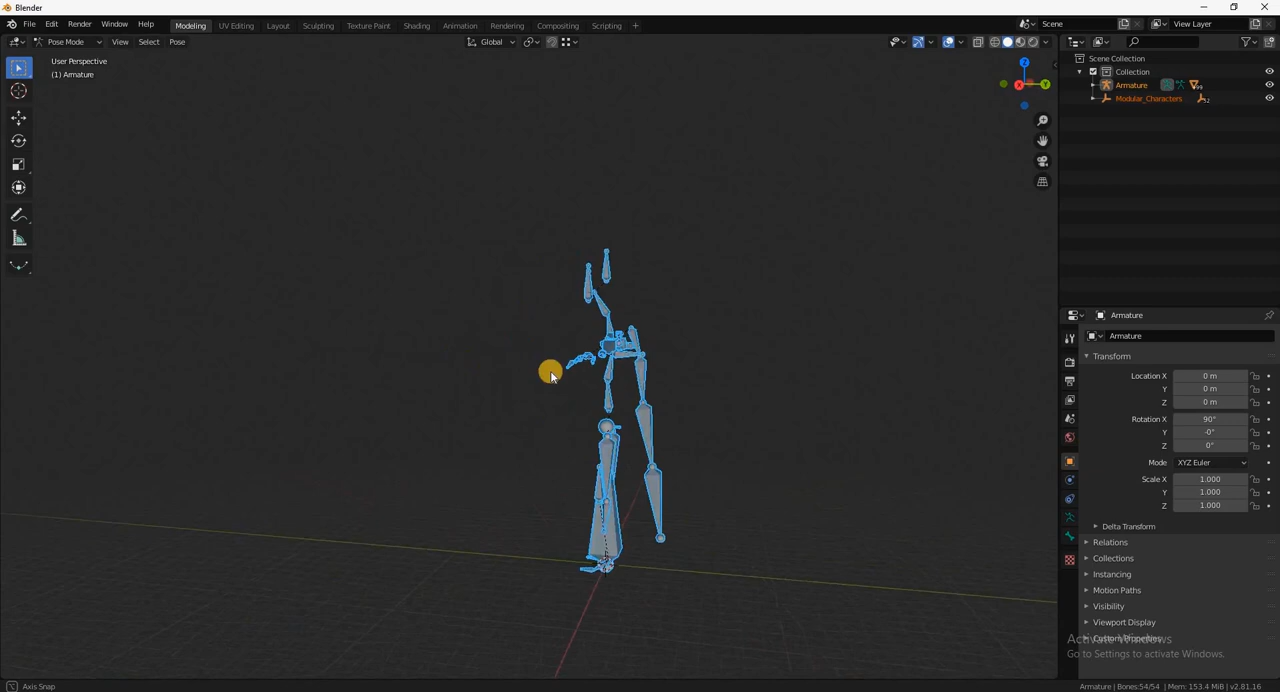 Blender
File Edit Render Window Help Modeling UV Editing Layout Sculpting Texture Paint Shading Animation Rendering Compositing Scripting + Scene View Layer
Pose Mode View Select Pose Global
User Perspective
(1) Armature
Z
X
Y
Scene Collection
Collection
Armature 99
Modular_Characters 52
Armature
Armature
Transform
Location X 0 m
Y 0 m
Z 0 m
Rotation X 90°
Y -0°
Z 0°
Mode XYZ Euler
Scale X 1.000
Y 1.000
Z 1.000
Delta Transform
Relations
Collections
Instancing
Motion Paths
Visibility
Viewport Display
Custom Properties
Activate Windows
Go to Settings to activate Windows.
Axis Snap
Armature | Bones:54/54 | Mem: 153.4 MiB | v2.81.16